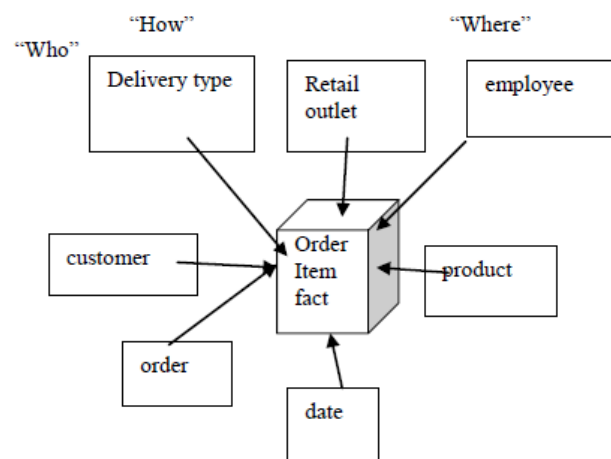 “How”
“Where”
“Who”
Delivery type
Retail
outlet
employee
Order
Item
fact
customer
product
order
date